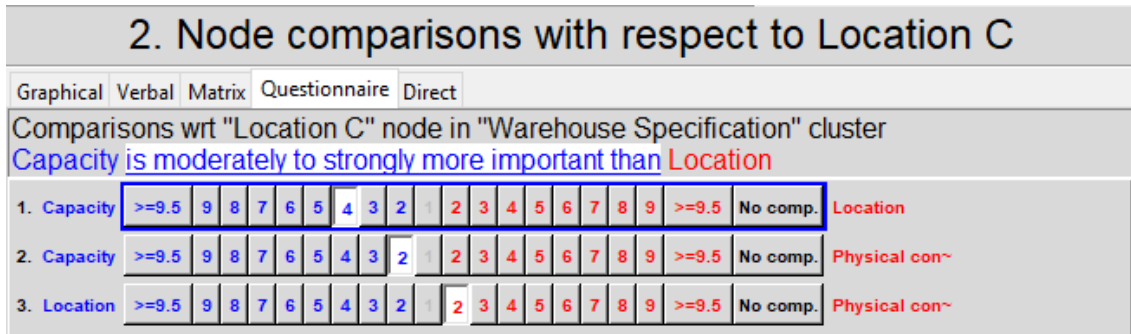 2. Node comparisons with respect to Location C
Graphical Verbal Matrix Questionnaire Direct
Comparisons wrt "Location C" node in "Warehouse Specification" cluster
Capacity is moderately to strongly more important than Location
1. Capacity >=9.5 9 8 7 6 5 4 3 2 1 2 3 4 5 6 7 8 9 >=9.5 No comp. Location
2. Capacity >=9.5 9 8 7 6 5 4 3 2 1 2 3 4 5 6 7 8 9 >=9.5 No comp. Physical con~
3. Location >=9.5 9 8 7 6 5 4 3 2 1 2 3 4 5 6 7 8 9 >=9.5 No comp. Physical con~